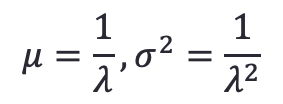 μ = 1/λ, σ² = 1/λ²